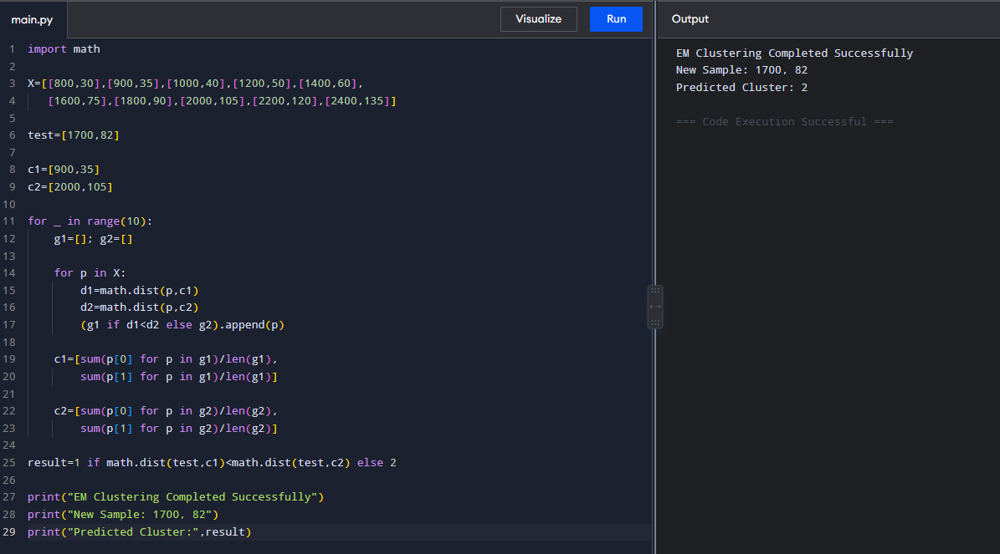 main.py
Visualize
Run
Output
1 import math
2
3 X=[[800,30],[900,35],[1000,40],[1200,50],[1400,60],
4    [1600,75],[1800,90],[2000,105],[2200,120],[2400,135]]
5
6 test=[1700,82]
7
8 c1=[900,35]
9 c2=[2000,105]
10
11 for _ in range(10):
12     g1=[]; g2=[]
13
14     for p in X:
15         d1=math.dist(p,c1)
16         d2=math.dist(p,c2)
17         (g1 if d1<d2 else g2).append(p)
18
19     c1=[sum(p[0] for p in g1)/len(g1),
20         sum(p[1] for p in g1)/len(g1)]
21
22     c2=[sum(p[0] for p in g2)/len(g2),
23         sum(p[1] for p in g2)/len(g2)]
24
25 result=1 if math.dist(test,c1)<math.dist(test,c2) else 2
26
27 print("EM Clustering Completed Successfully")
28 print("New Sample: 1700, 82")
29 print("Predicted Cluster:",result)
EM Clustering Completed Successfully
New Sample: 1700, 82
Predicted Cluster: 2
=== Code Execution Successful ===